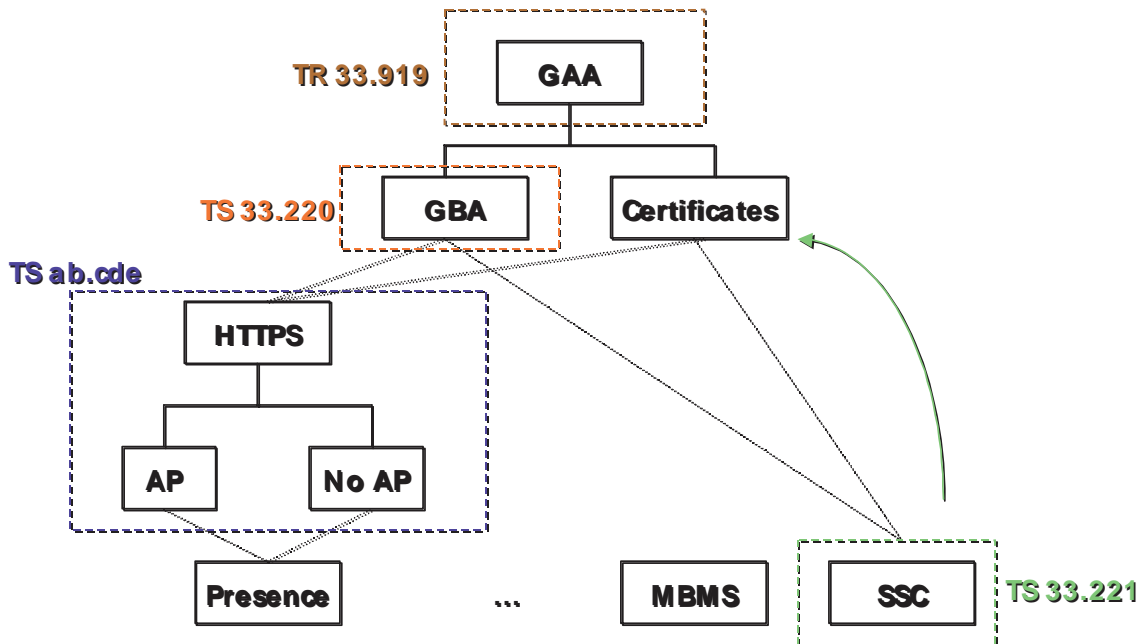 TR 33.919
GAA
TS 33.220
GBA
Certificates
TS ab.cde
HTTPS
AP
No AP
Presence
...
MBMS
SSC
TS 33.221